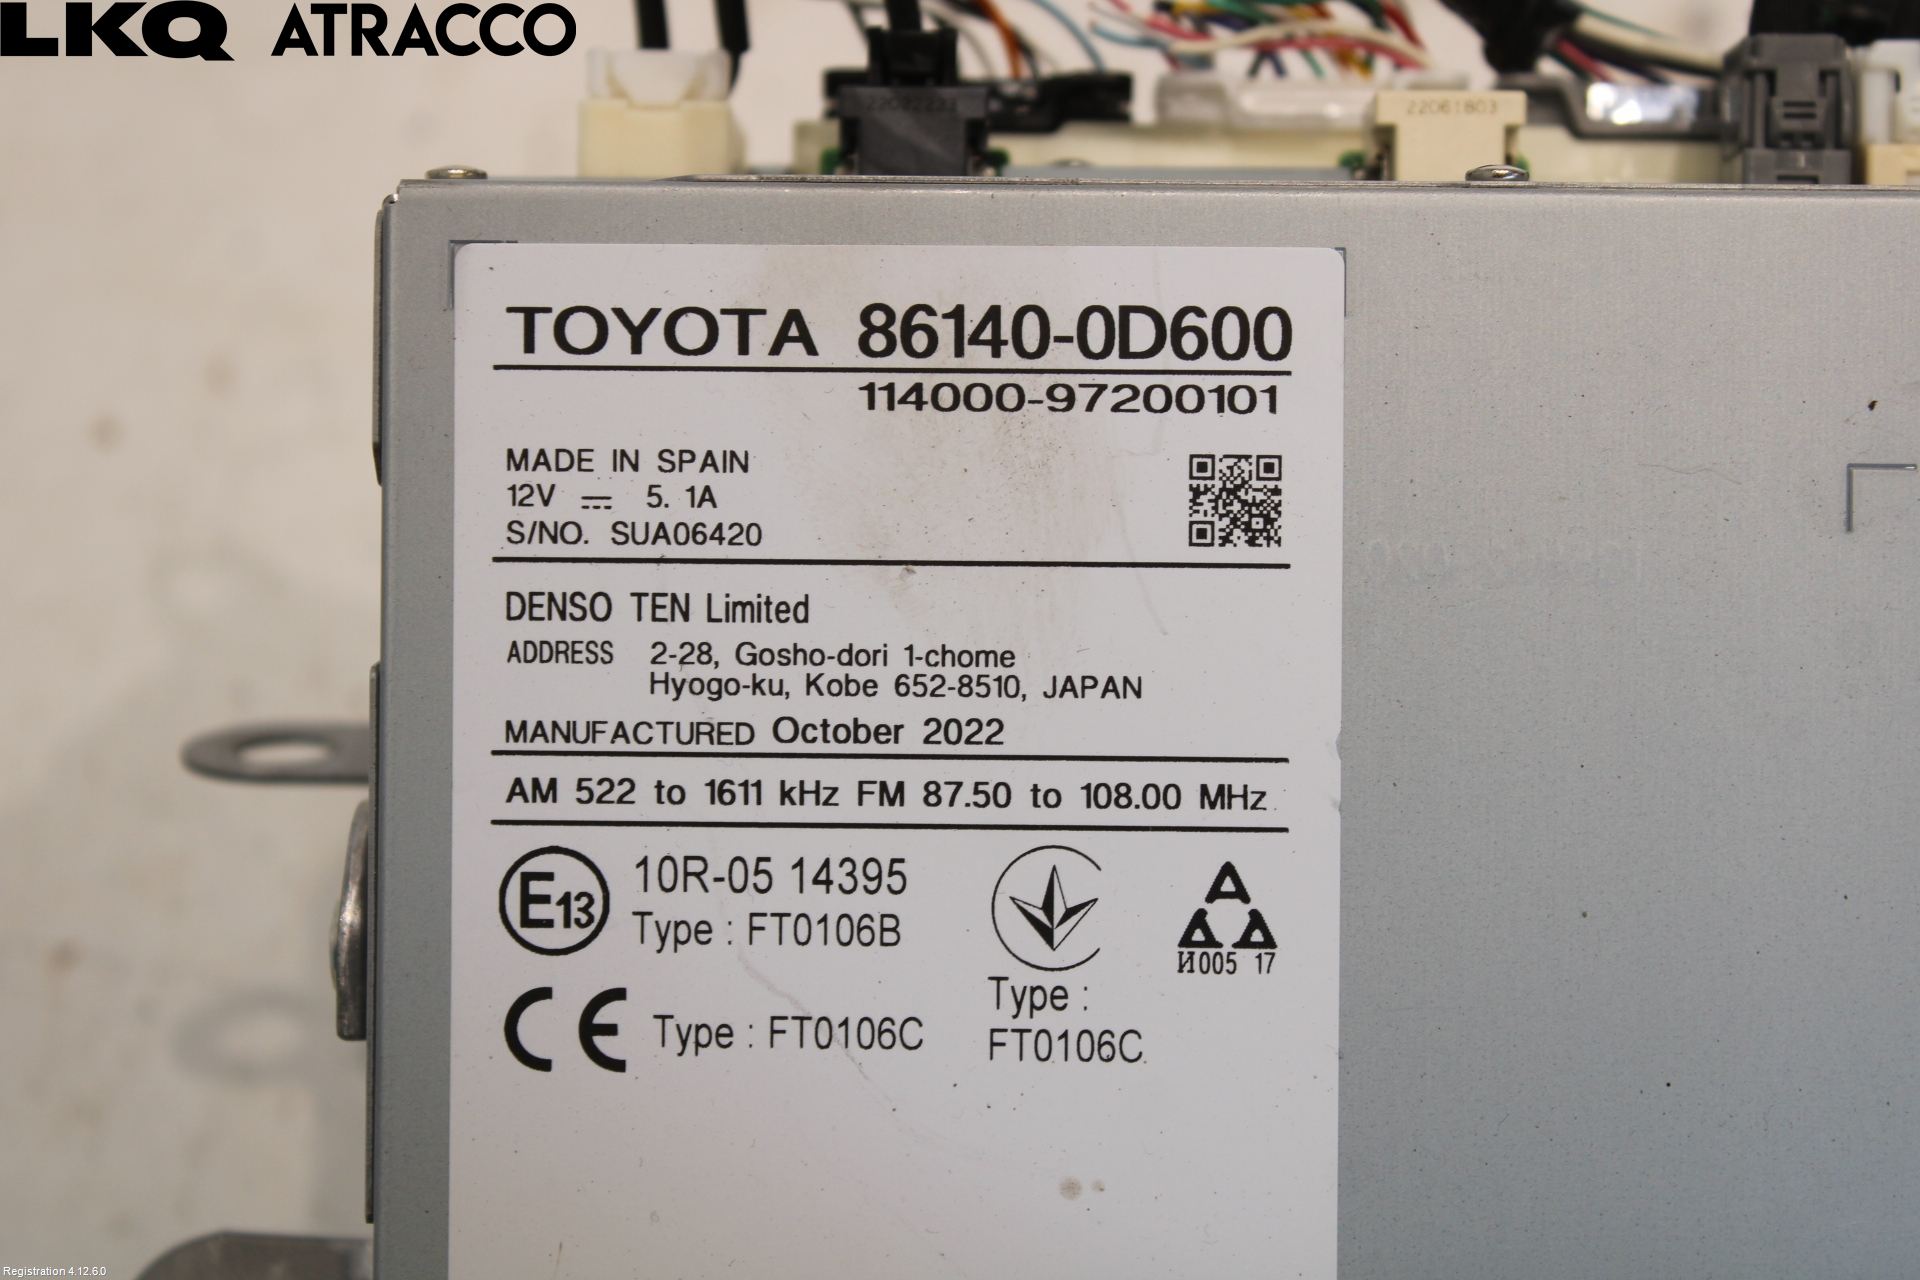 LKQ ATRACCO
22061803
TOYOTA 86140-0D600
114000-97200101
MADE IN SPAIN
12V 5.1A
S/NO. SUA06420
DENSO TEN Limited
ADDRESS 2-28, Gosho-dori 1-chome
Hyogo-ku, Kobe 652-8510, JAPAN
MANUFACTURED October 2022
AM 522 to 1611 kHz FM 87.50 to 108.00 MHz
E13 10R-05 14395
Type : FT0106B
И005 17
CE Type : FT0106C
Type :
FT0106C
Registration 4.12.6.0